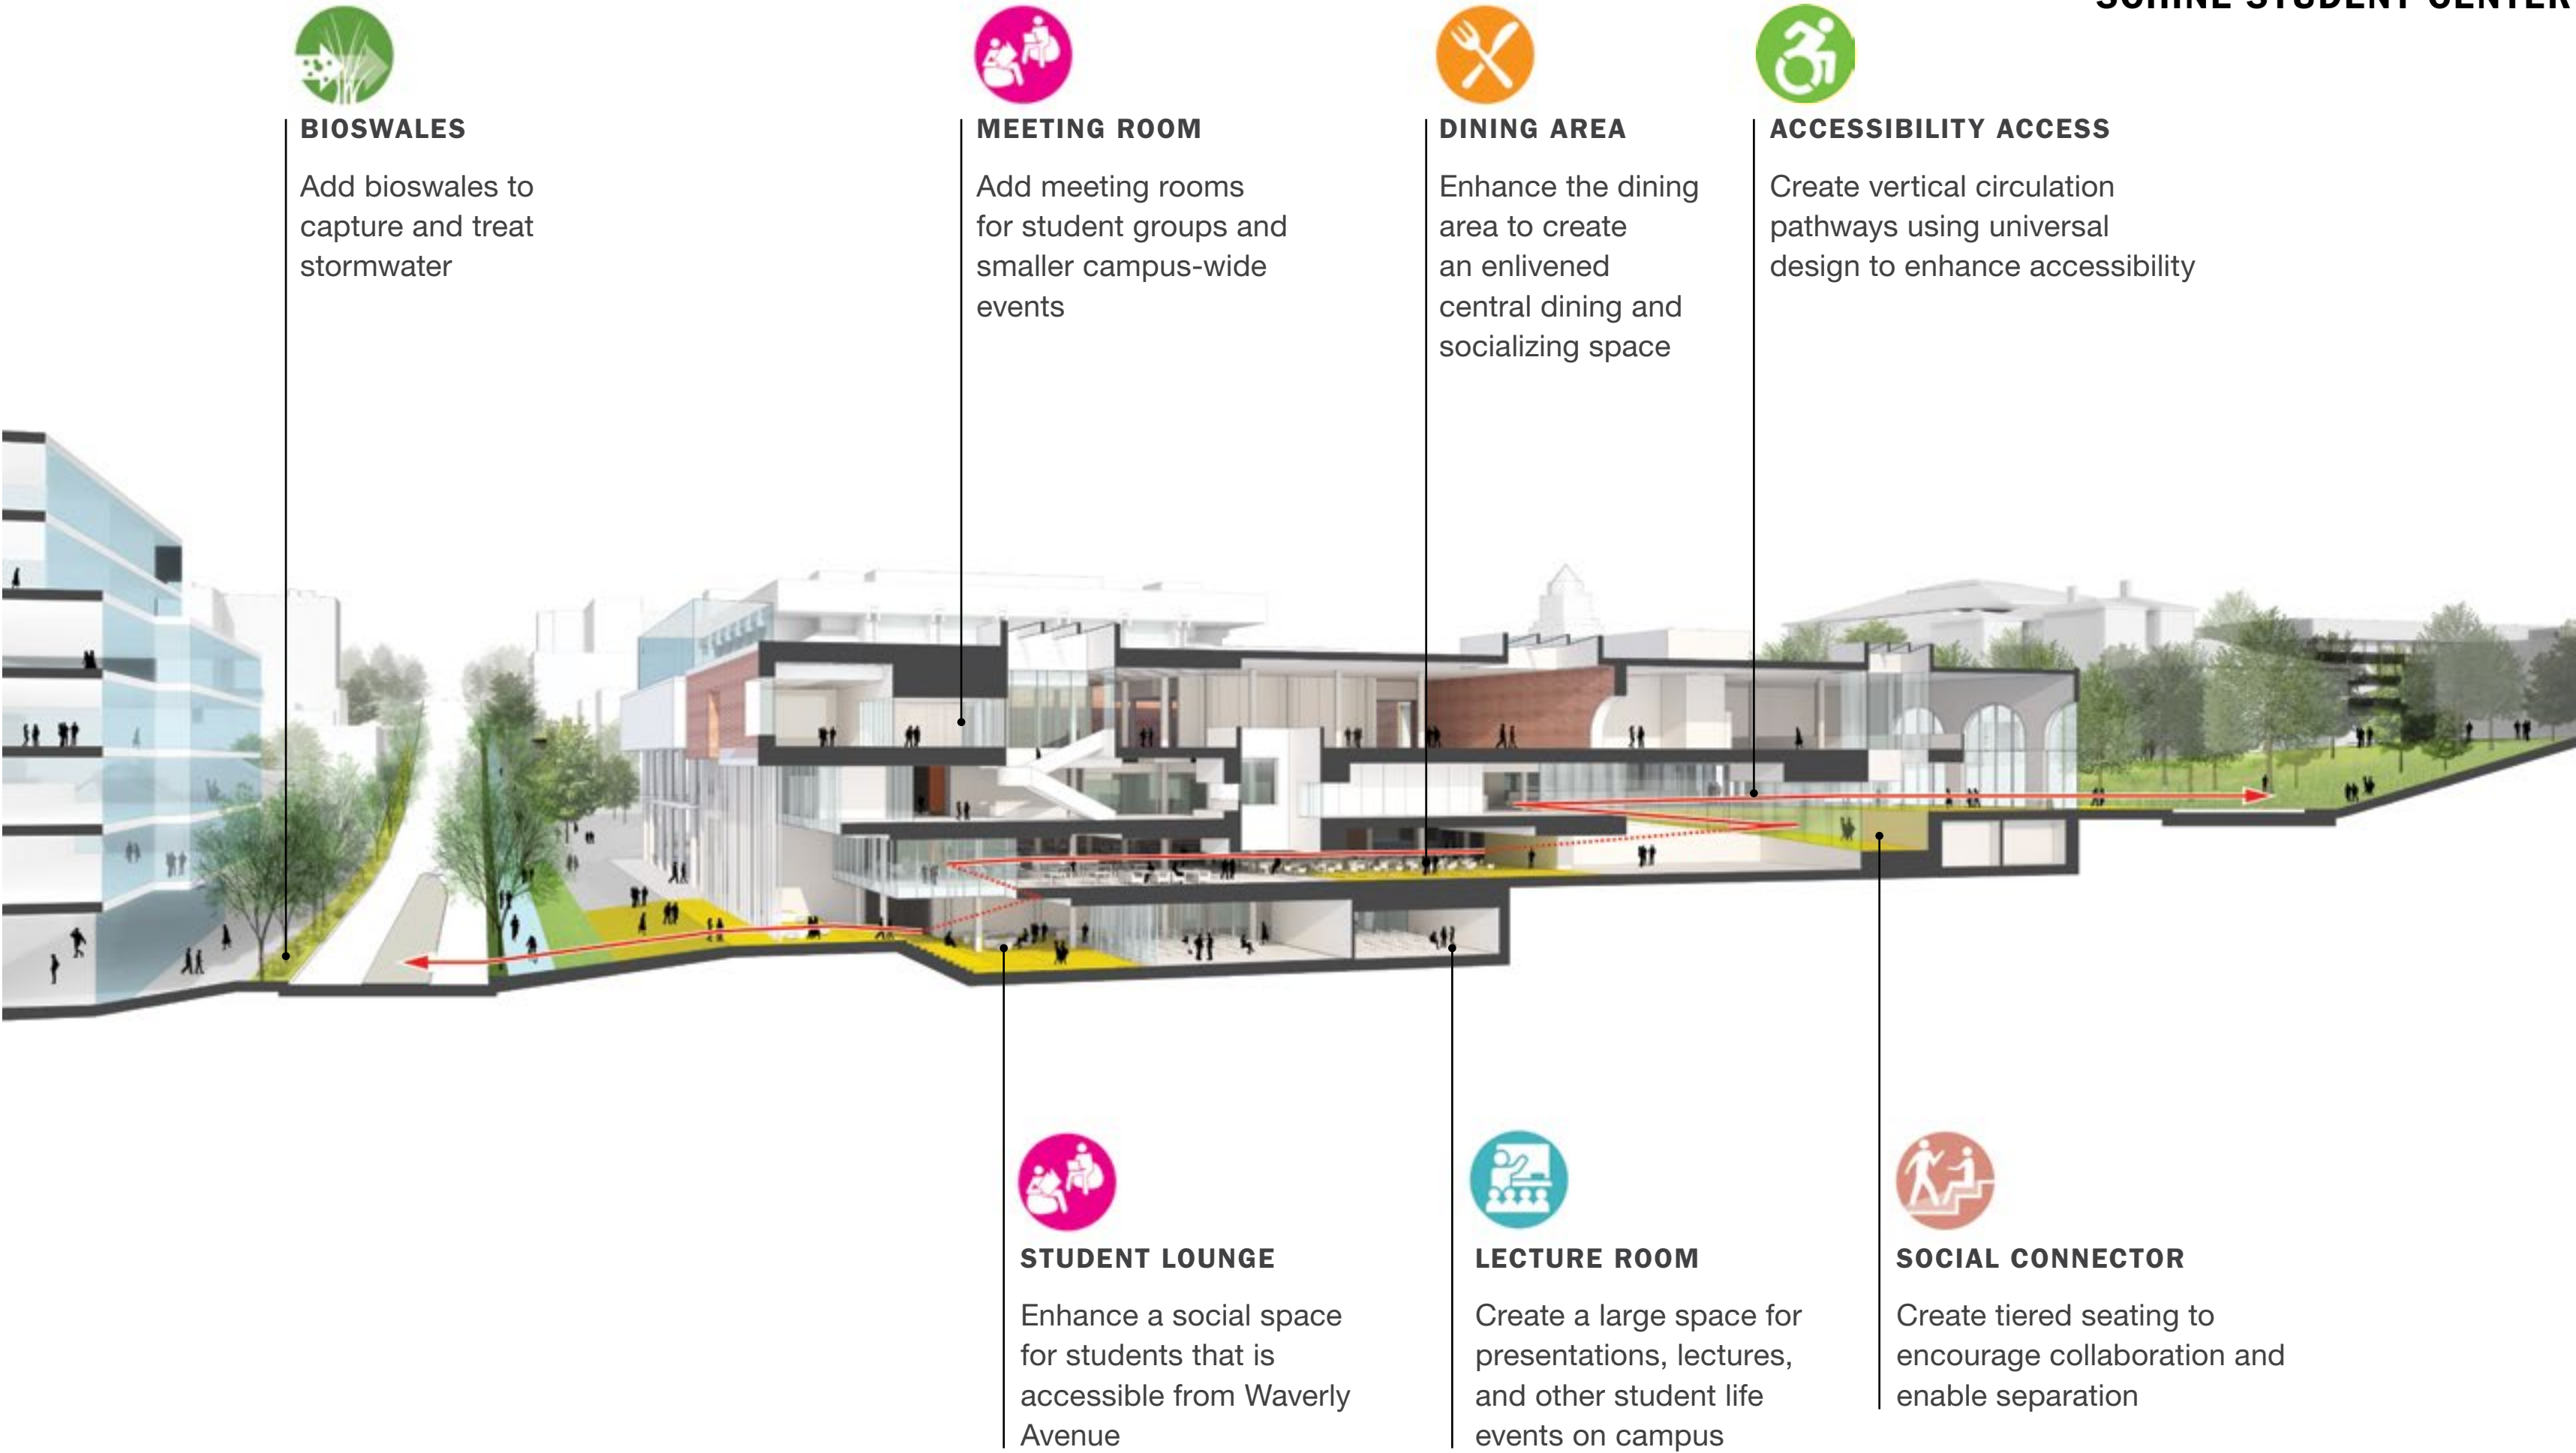 SCHINE STUDENT CENTER
BIOSWALES
Add bioswales to
capture and treat
stormwater
MEETING ROOM
Add meeting rooms
for student groups and
smaller campus-wide
events
DINING AREA
Enhance the dining
area to create
an enlivened
central dining and
socializing space
ACCESSIBILITY ACCESS
Create vertical circulation
pathways using universal
design to enhance accessibility
STUDENT LOUNGE
Enhance a social space
for students that is
accessible from Waverly
Avenue
LECTURE ROOM
Create a large space for
presentations, lectures,
and other student life
events on campus
SOCIAL CONNECTOR
Create tiered seating to
encourage collaboration and
enable separation